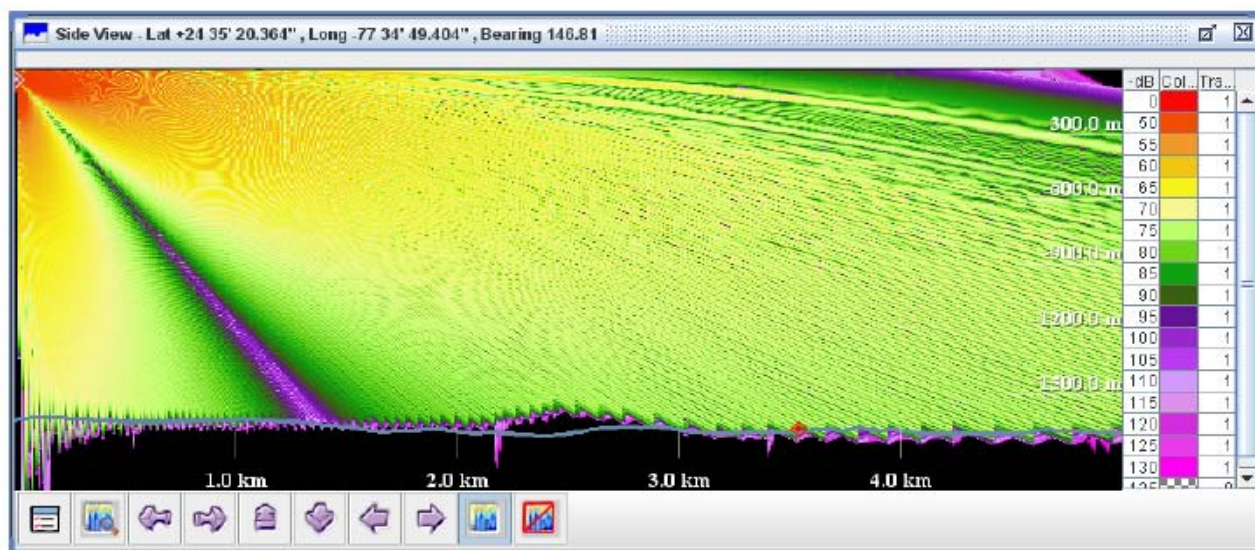 Side View - Lat +24 35' 20.364" , Long -77 34' 49.404" , Bearing 146.81
-dB Col... Tra...
0 1
50 1
55 1
60 1
65 1
70 1
75 1
80 1
85 1
90 1
95 1
100 1
105 1
110 1
115 1
120 1
125 1
130 1
-300.0 m
-600.0 m
-900.0 m
-1200.0 m
-1500.0 m
1.0 km 2.0 km 3.0 km 4.0 km